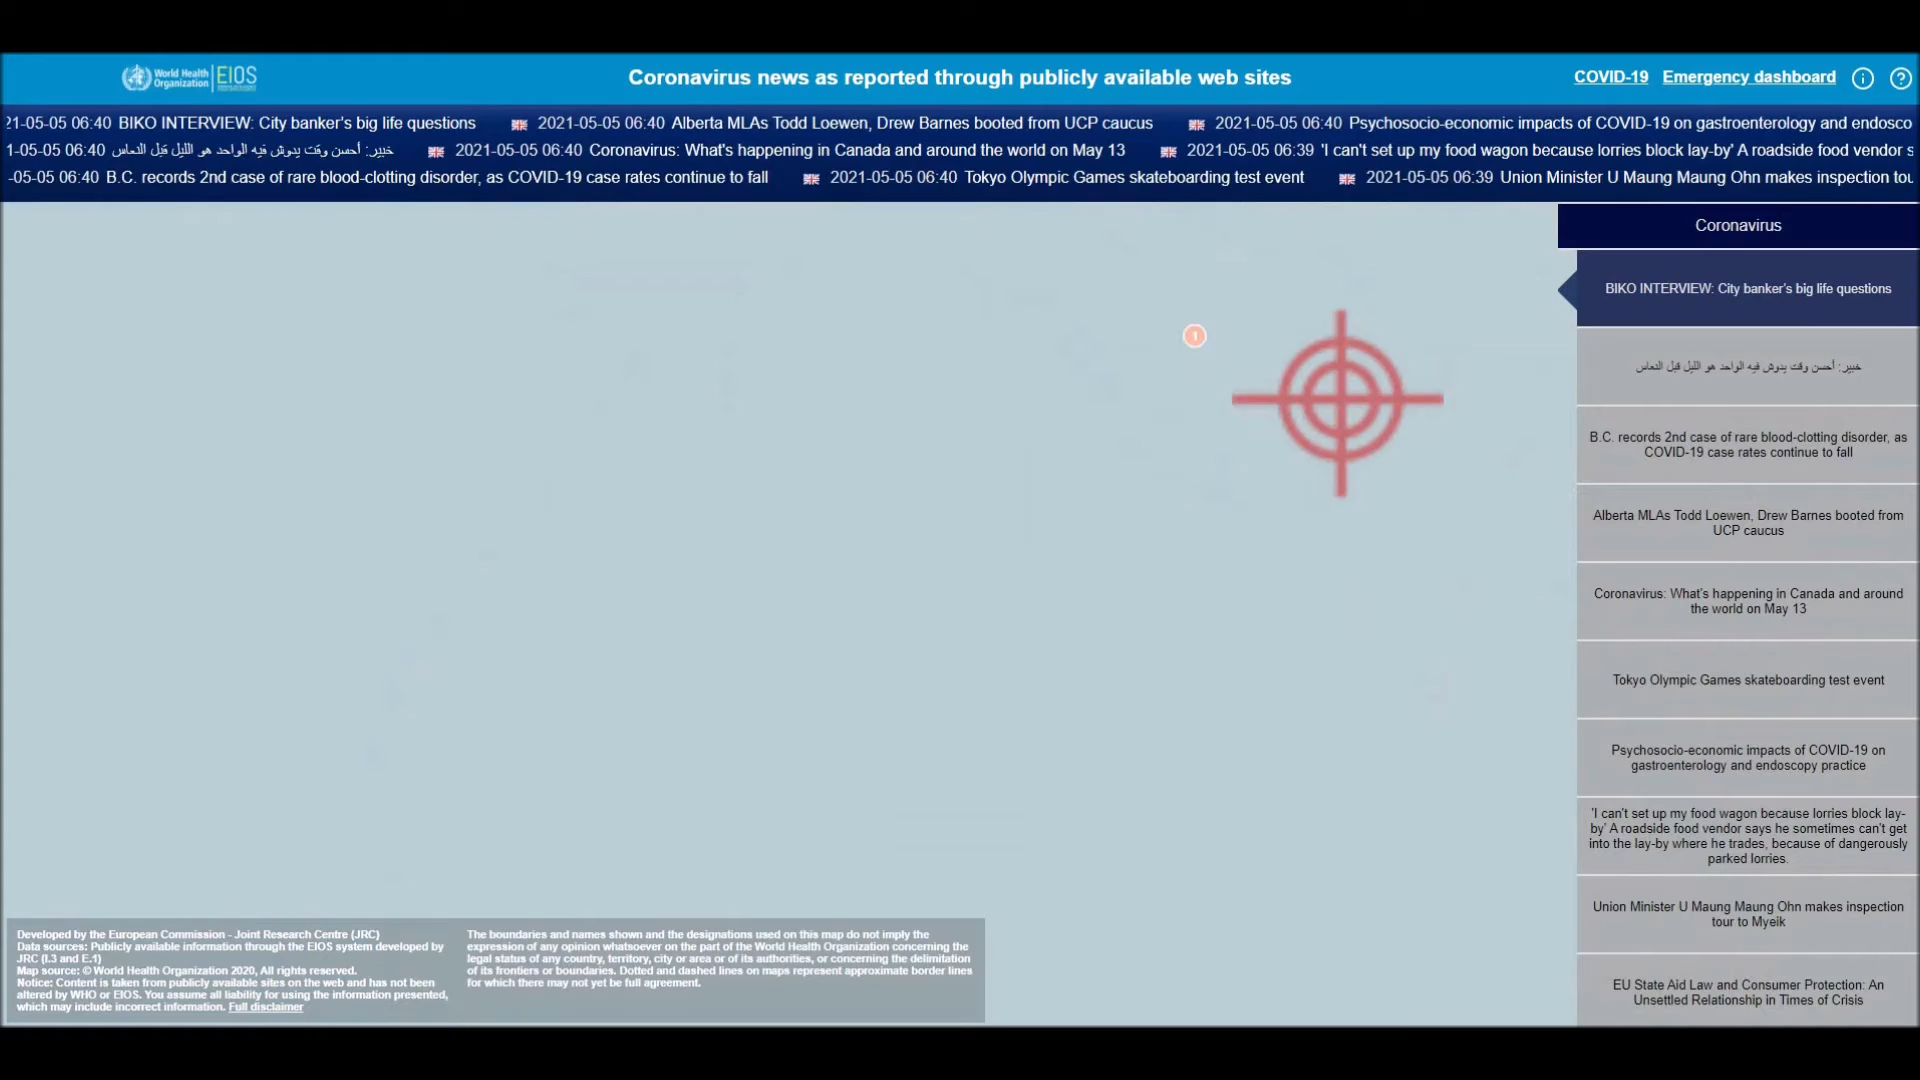 World Health
Organization
EIOS
Coronavirus news as reported through publicly available web sites
COVID-19 Emergency dashboard
21-05-05 06:40 BIKO INTERVIEW: City banker's big life questions 2021-05-05 06:40 Alberta MLAs Todd Loewen, Drew Barnes booted from UCP caucus 2021-05-05 06:40 Psychosocio-economic impacts of COVID-19 on gastroenterology and endosco
1-05-05 06:40 خبير: أحسن وقت يدوش فيه الواحد هو الليل قبل النعاس 2021-05-05 06:40 Coronavirus: What's happening in Canada and around the world on May 13 2021-05-05 06:39 'I can't set up my food wagon because lorries block lay-by' A roadside food vendor s
-05-05 06:40 B.C. records 2nd case of rare blood-clotting disorder, as COVID-19 case rates continue to fall 2021-05-05 06:40 Tokyo Olympic Games skateboarding test event 2021-05-05 06:39 Union Minister U Maung Maung Ohn makes inspection tou
Coronavirus
BIKO INTERVIEW: City banker's big life questions
خبير: أحسن وقت يدوش فيه الواحد هو الليل قبل النعاس
B.C. records 2nd case of rare blood-clotting disorder, as
COVID-19 case rates continue to fall
Alberta MLAs Todd Loewen, Drew Barnes booted from
UCP caucus
Coronavirus: What's happening in Canada and around
the world on May 13
Tokyo Olympic Games skateboarding test event
Psychosocio-economic impacts of COVID-19 on
gastroenterology and endoscopy practice
'I can't set up my food wagon because lorries block lay-
by' A roadside food vendor says he sometimes can't get
into the lay-by where he trades, because of dangerously
parked lorries.
Union Minister U Maung Maung Ohn makes inspection
tour to Myeik
EU State Aid Law and Consumer Protection: An
Unsettled Relationship in Times of Crisis
1
Developed by the European Commission - Joint Research Centre (JRC)
Data sources: Publicly available information through the EIOS system developed by
JRC (I.3 and E.1)
Map source: © World Health Organization 2020, All rights reserved.
Notice: Content is taken from publicly available sites on the web and has not been
altered by WHO or EIOS. You assume all liability for using the information presented,
which may include incorrect information. Full disclaimer
The boundaries and names shown and the designations used on this map do not imply the
expression of any opinion whatsoever on the part of the World Health Organization concerning the
legal status of any country, territory, city or area or of its authorities, or concerning the delimitation
of its frontiers or boundaries. Dotted and dashed lines on maps represent approximate border lines
for which there may not yet be full agreement.